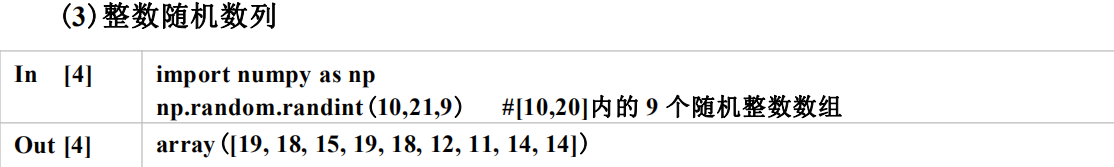 (3)整数随机数列
In [4] import numpy as np
np.random.randint(10,21,9) #[10,20]内的 9 个随机整数数组
Out [4] array([19, 18, 15, 19, 18, 12, 11, 14, 14])